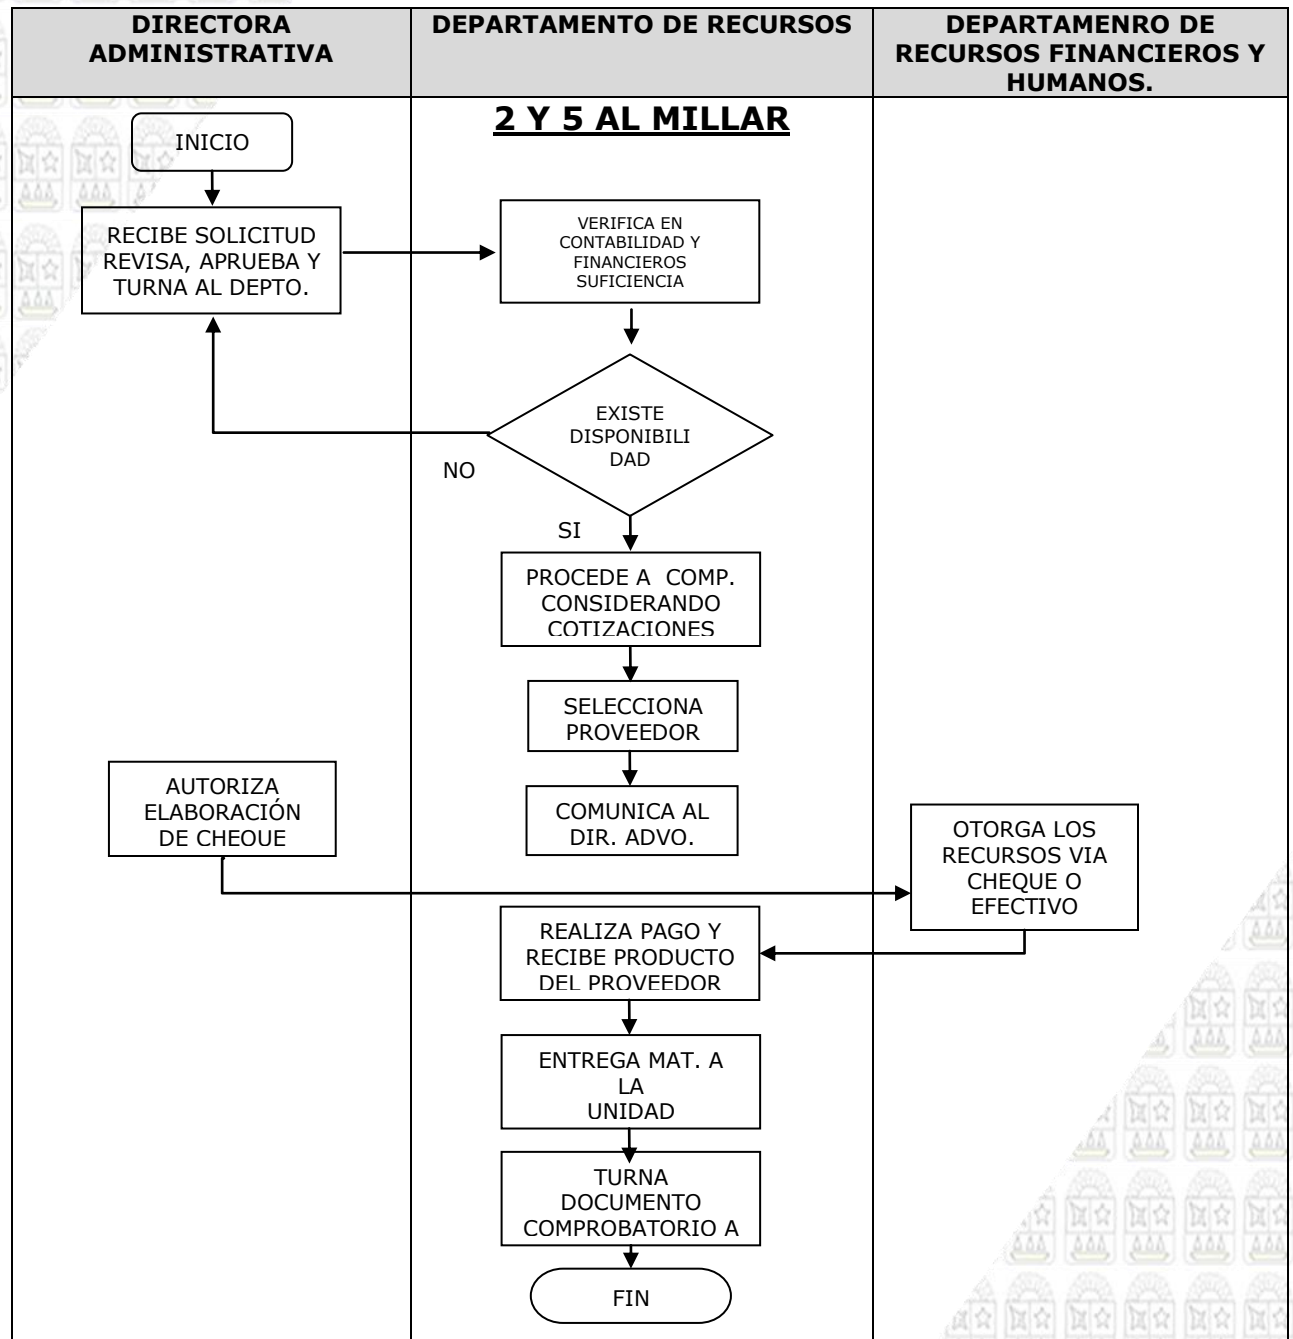 DIRECTORA
ADMINISTRATIVA
DEPARTAMENTO DE RECURSOS
DEPARTAMENRO DE
RECURSOS FINANCIEROS Y
HUMANOS.
2 Y 5 AL MILLAR
INICIO
RECIBE SOLICITUD
REVISA, APRUEBA Y
TURNA AL DEPTO.
VERIFICA EN
CONTABILIDAD Y
FINANCIEROS
SUFICIENCIA
EXISTE
DISPONIBILI
DAD
NO
SI
PROCEDE A COMP.
CONSIDERANDO
COTIZACIONES
SELECCIONA
PROVEEDOR
AUTORIZA
ELABORACIÓN
DE CHEQUE
COMUNICA AL
DIR. ADVO.
OTORGA LOS
RECURSOS VIA
CHEQUE O
EFECTIVO
REALIZA PAGO Y
RECIBE PRODUCTO
DEL PROVEEDOR
ENTREGA MAT. A
LA
UNIDAD
TURNA
DOCUMENTO
COMPROBATORIO A
FIN